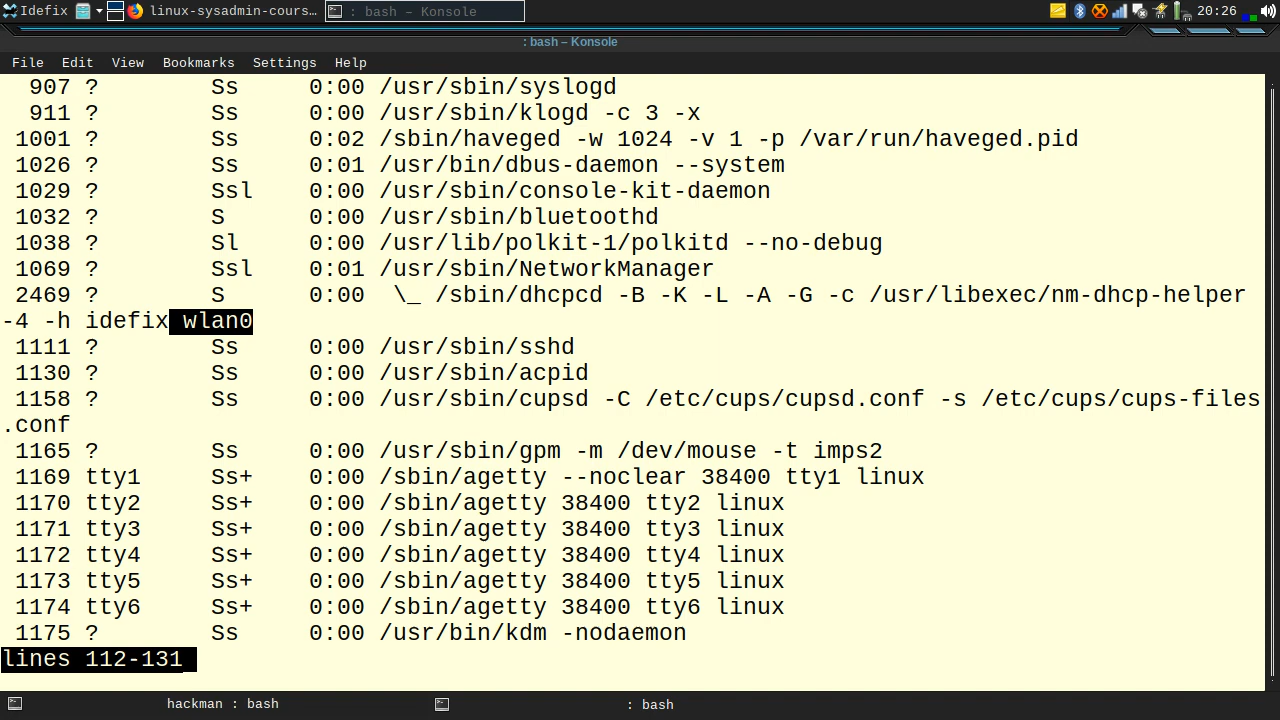 Idefix linux-sysadmin-cours… : bash – Konsole 20:26
: bash – Konsole
File Edit View Bookmarks Settings Help
907 ? Ss 0:00 /usr/sbin/syslogd
911 ? Ss 0:00 /usr/sbin/klogd -c 3 -x
1001 ? Ss 0:02 /sbin/haveged -w 1024 -v 1 -p /var/run/haveged.pid
1026 ? Ss 0:01 /usr/bin/dbus-daemon --system
1029 ? Ssl 0:00 /usr/sbin/console-kit-daemon
1032 ? S 0:00 /usr/sbin/bluetoothd
1038 ? Sl 0:00 /usr/lib/polkit-1/polkitd --no-debug
1069 ? Ssl 0:01 /usr/sbin/NetworkManager
2469 ? S 0:00  \_ /sbin/dhcpcd -B -K -L -A -G -c /usr/libexec/nm-dhcp-helper
-4 -h idefix wlan0
1111 ? Ss 0:00 /usr/sbin/sshd
1130 ? Ss 0:00 /usr/sbin/acpid
1158 ? Ss 0:00 /usr/sbin/cupsd -C /etc/cups/cupsd.conf -s /etc/cups/cups-files
.conf
1165 ? Ss 0:00 /usr/sbin/gpm -m /dev/mouse -t imps2
1169 tty1 Ss+ 0:00 /sbin/agetty --noclear 38400 tty1 linux
1170 tty2 Ss+ 0:00 /sbin/agetty 38400 tty2 linux
1171 tty3 Ss+ 0:00 /sbin/agetty 38400 tty3 linux
1172 tty4 Ss+ 0:00 /sbin/agetty 38400 tty4 linux
1173 tty5 Ss+ 0:00 /sbin/agetty 38400 tty5 linux
1174 tty6 Ss+ 0:00 /sbin/agetty 38400 tty6 linux
1175 ? Ss 0:00 /usr/bin/kdm -nodaemon
lines 112-131
hackman : bash : bash